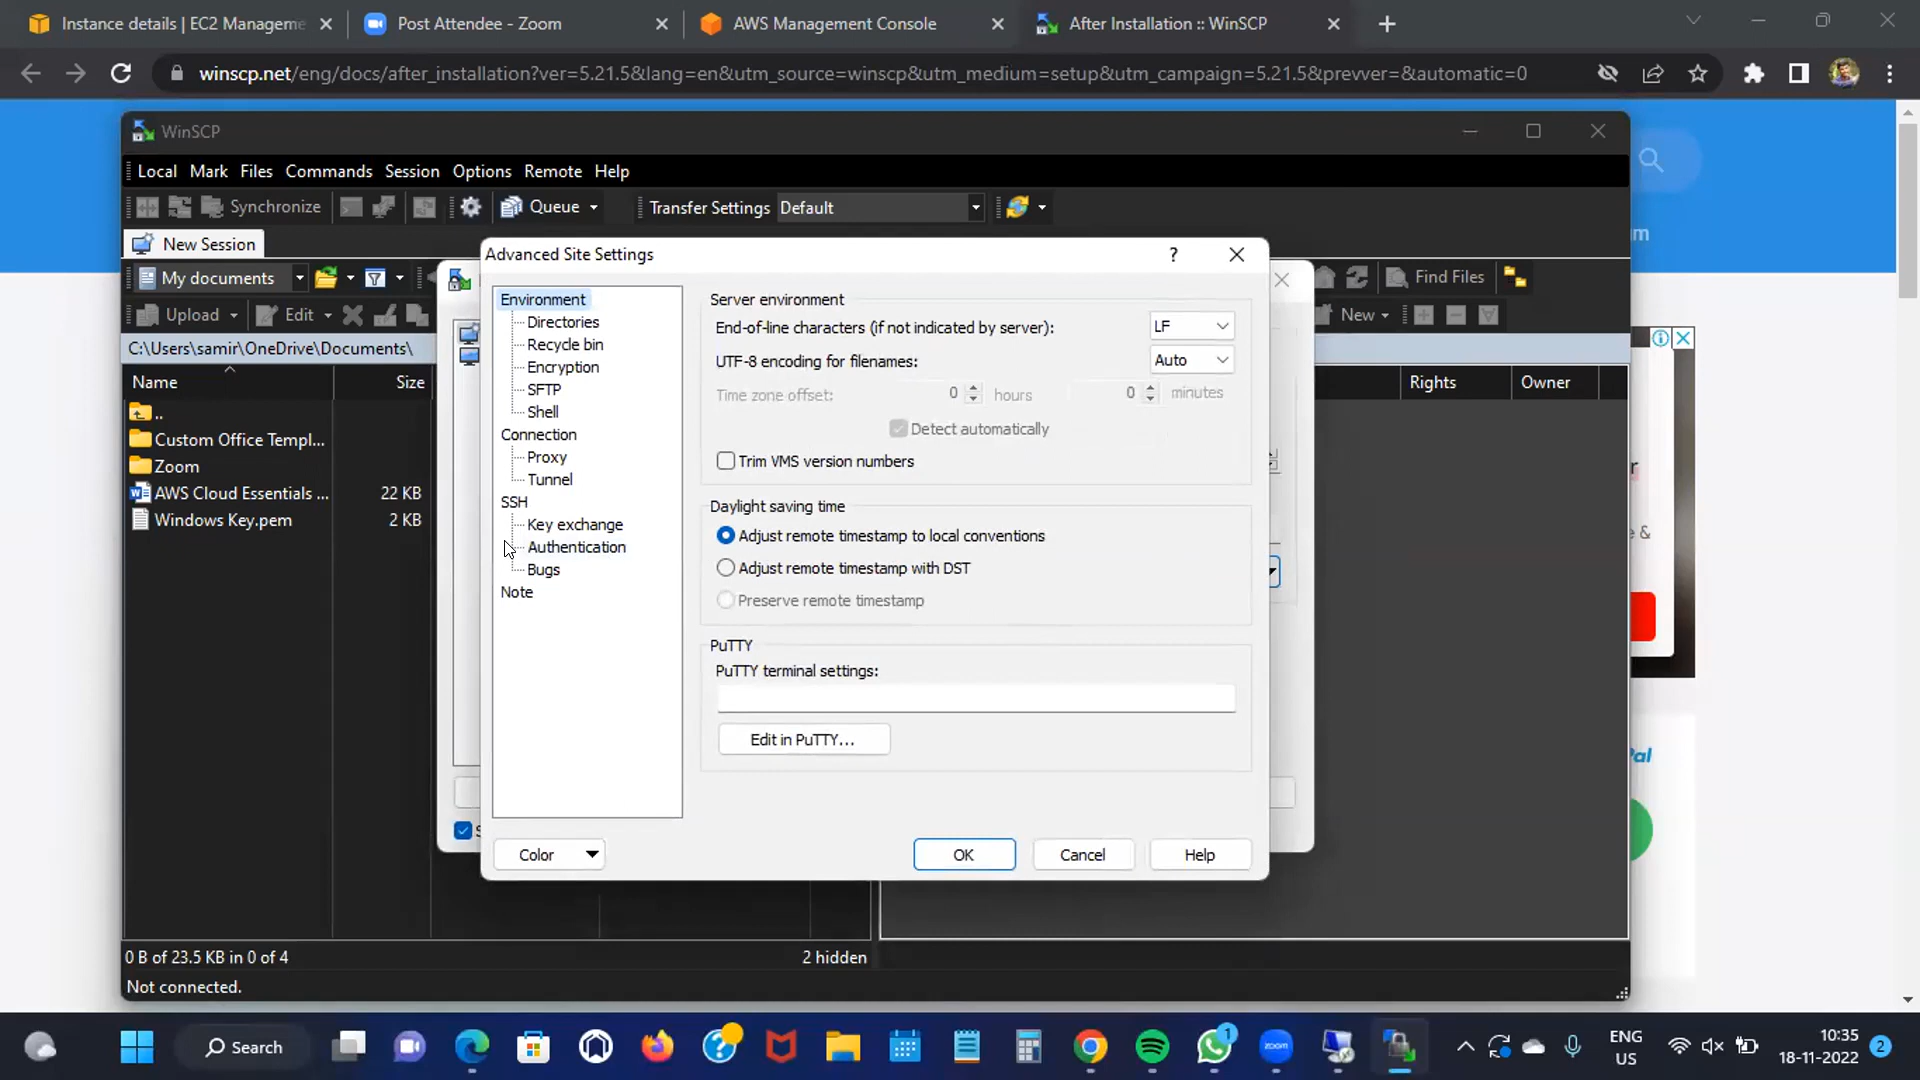 Instance details | EC2 Manageme
Post Attendee - Zoom
AWS Management Console
After Installation :: WinSCP
winscp.net/eng/docs/after_installation?ver=5.21.5&lang=en&utm_source=winscp&utm_medium=setup&utm_campaign=5.21.5&prevver=&automatic=0
WinSCP
Local Mark Files Commands Session Options Remote Help
Synchronize Queue Transfer Settings Default
New Session
My documents
Find Files
Upload Edit
New
C:\Users\samir\OneDrive\Documents\
Name Size
Rights Owner
..
Custom Office Templ...
Zoom
AWS Cloud Essentials ... 22 KB
Windows Key.pem 2 KB
Advanced Site Settings ?
Environment
Directories
Recycle bin
Encryption
SFTP
Shell
Connection
Proxy
Tunnel
SSH
Key exchange
Authentication
Bugs
Note
Server environment
End-of-line characters (if not indicated by server): LF
UTF-8 encoding for filenames: Auto
Time zone offset: 0 hours 0 minutes
Detect automatically
Trim VMS version numbers
Daylight saving time
Adjust remote timestamp to local conventions
Adjust remote timestamp with DST
Preserve remote timestamp
PuTTY
PuTTY terminal settings:
Edit in PuTTY...
Color OK Cancel Help
0 B of 23.5 KB in 0 of 4 2 hidden
Not connected.
Search
zoom
1
ENG
US
10:35
18-11-2022
2